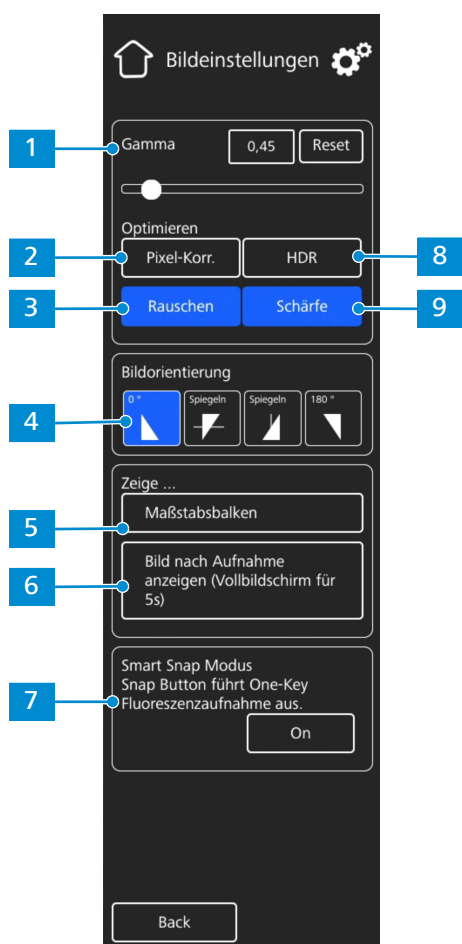 Bildeinstellungen
1
Gamma
0,45
Reset
Optimieren
2
Pixel-Korr.
HDR
8
3
Rauschen
Schärfe
9
Bildorientierung
4
0 °
Spiegeln
Spiegeln
180 °
Zeige ...
5
Maßstabsbalken
6
Bild nach Aufnahme
anzeigen (Vollbildschirm für
5s)
Smart Snap Modus
Snap Button führt One-Key
7
Fluoreszenzaufnahme aus.
On
Back